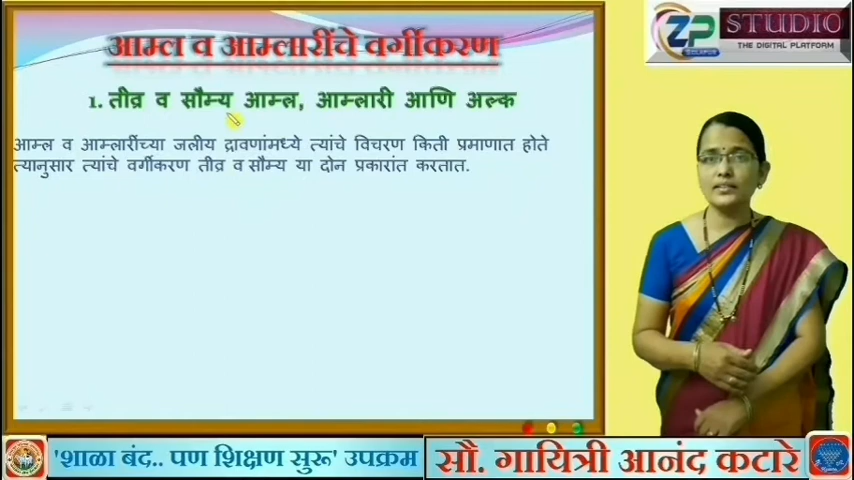 आम्ल व आम्लारींचे वर्गीकरण
1. तीव्र व सौम्य आम्ल, आम्लारी आणि अल्क
आम्ल व आम्लारींच्या जलीय द्रावणांमध्ये त्यांचे विचरण किती प्रमाणात होते
त्यानुसार त्यांचे वर्गीकरण तीव्र व सौम्य या दोन प्रकारांत करतात.
ZP STUDIO
SOLAPUR
THE DIGITAL PLATFORM
'शाळा बंद.. पण शिक्षण सुरू' उपक्रम
सौ. गायित्री आनंद कटारे